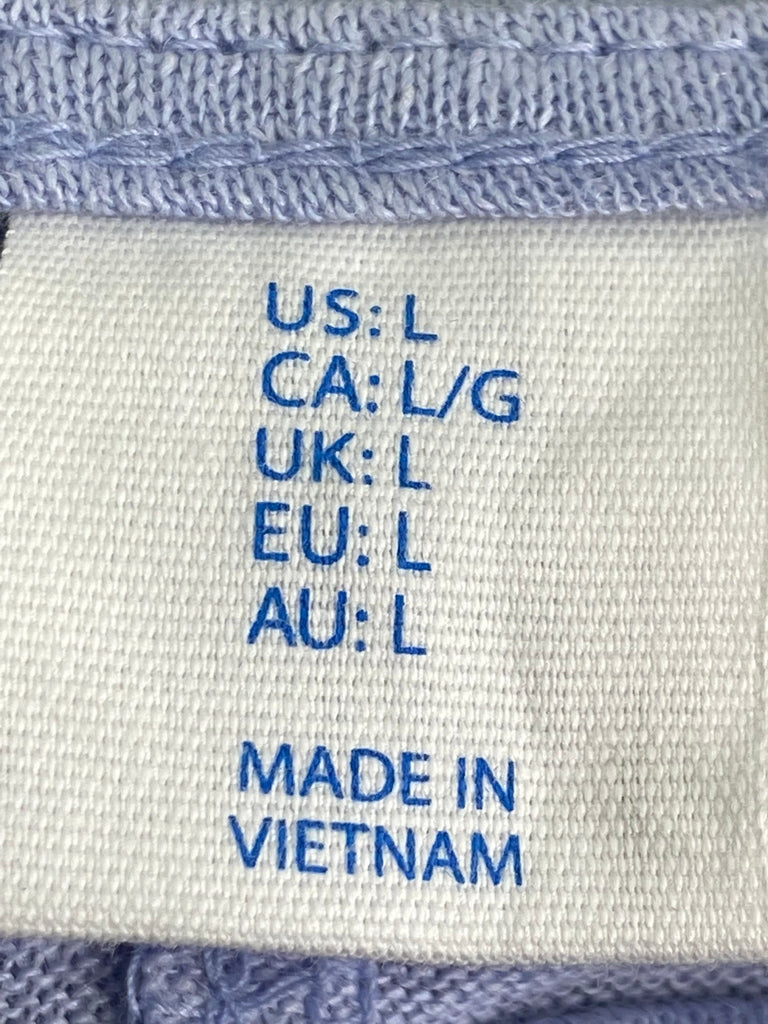 US: L
CA: L/G
UK: L
EU: L
AU: L
MADE IN
VIETNAM